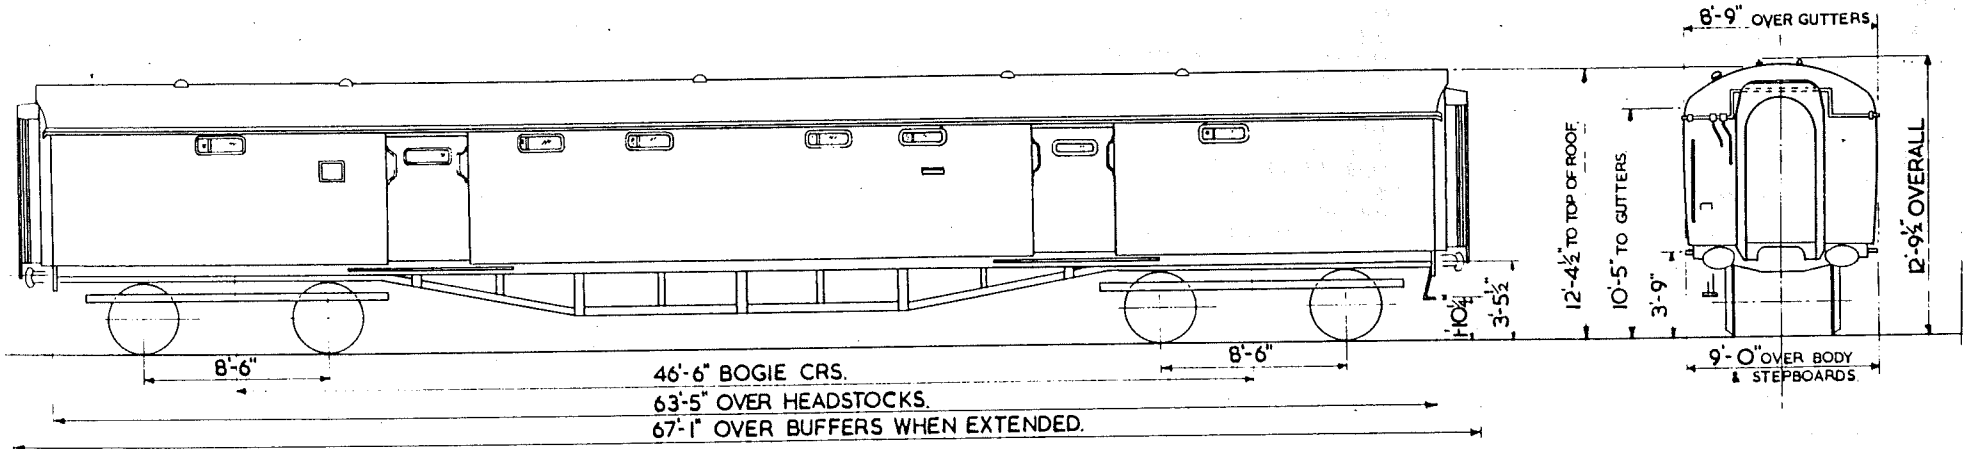 8'-9" OVER GUTTERS.
12'-4½" TO TOP OF ROOF.
10'-5" TO GUTTERS.
3'-9"
12'-9½" OVERALL
1'-10¼"
3'-5½"
8'-6"
8'-6"
46'-6" BOGIE CRS.
63'-5" OVER HEADSTOCKS.
67'-1" OVER BUFFERS WHEN EXTENDED.
9'-0" OVER BODY
& STEPBOARDS.